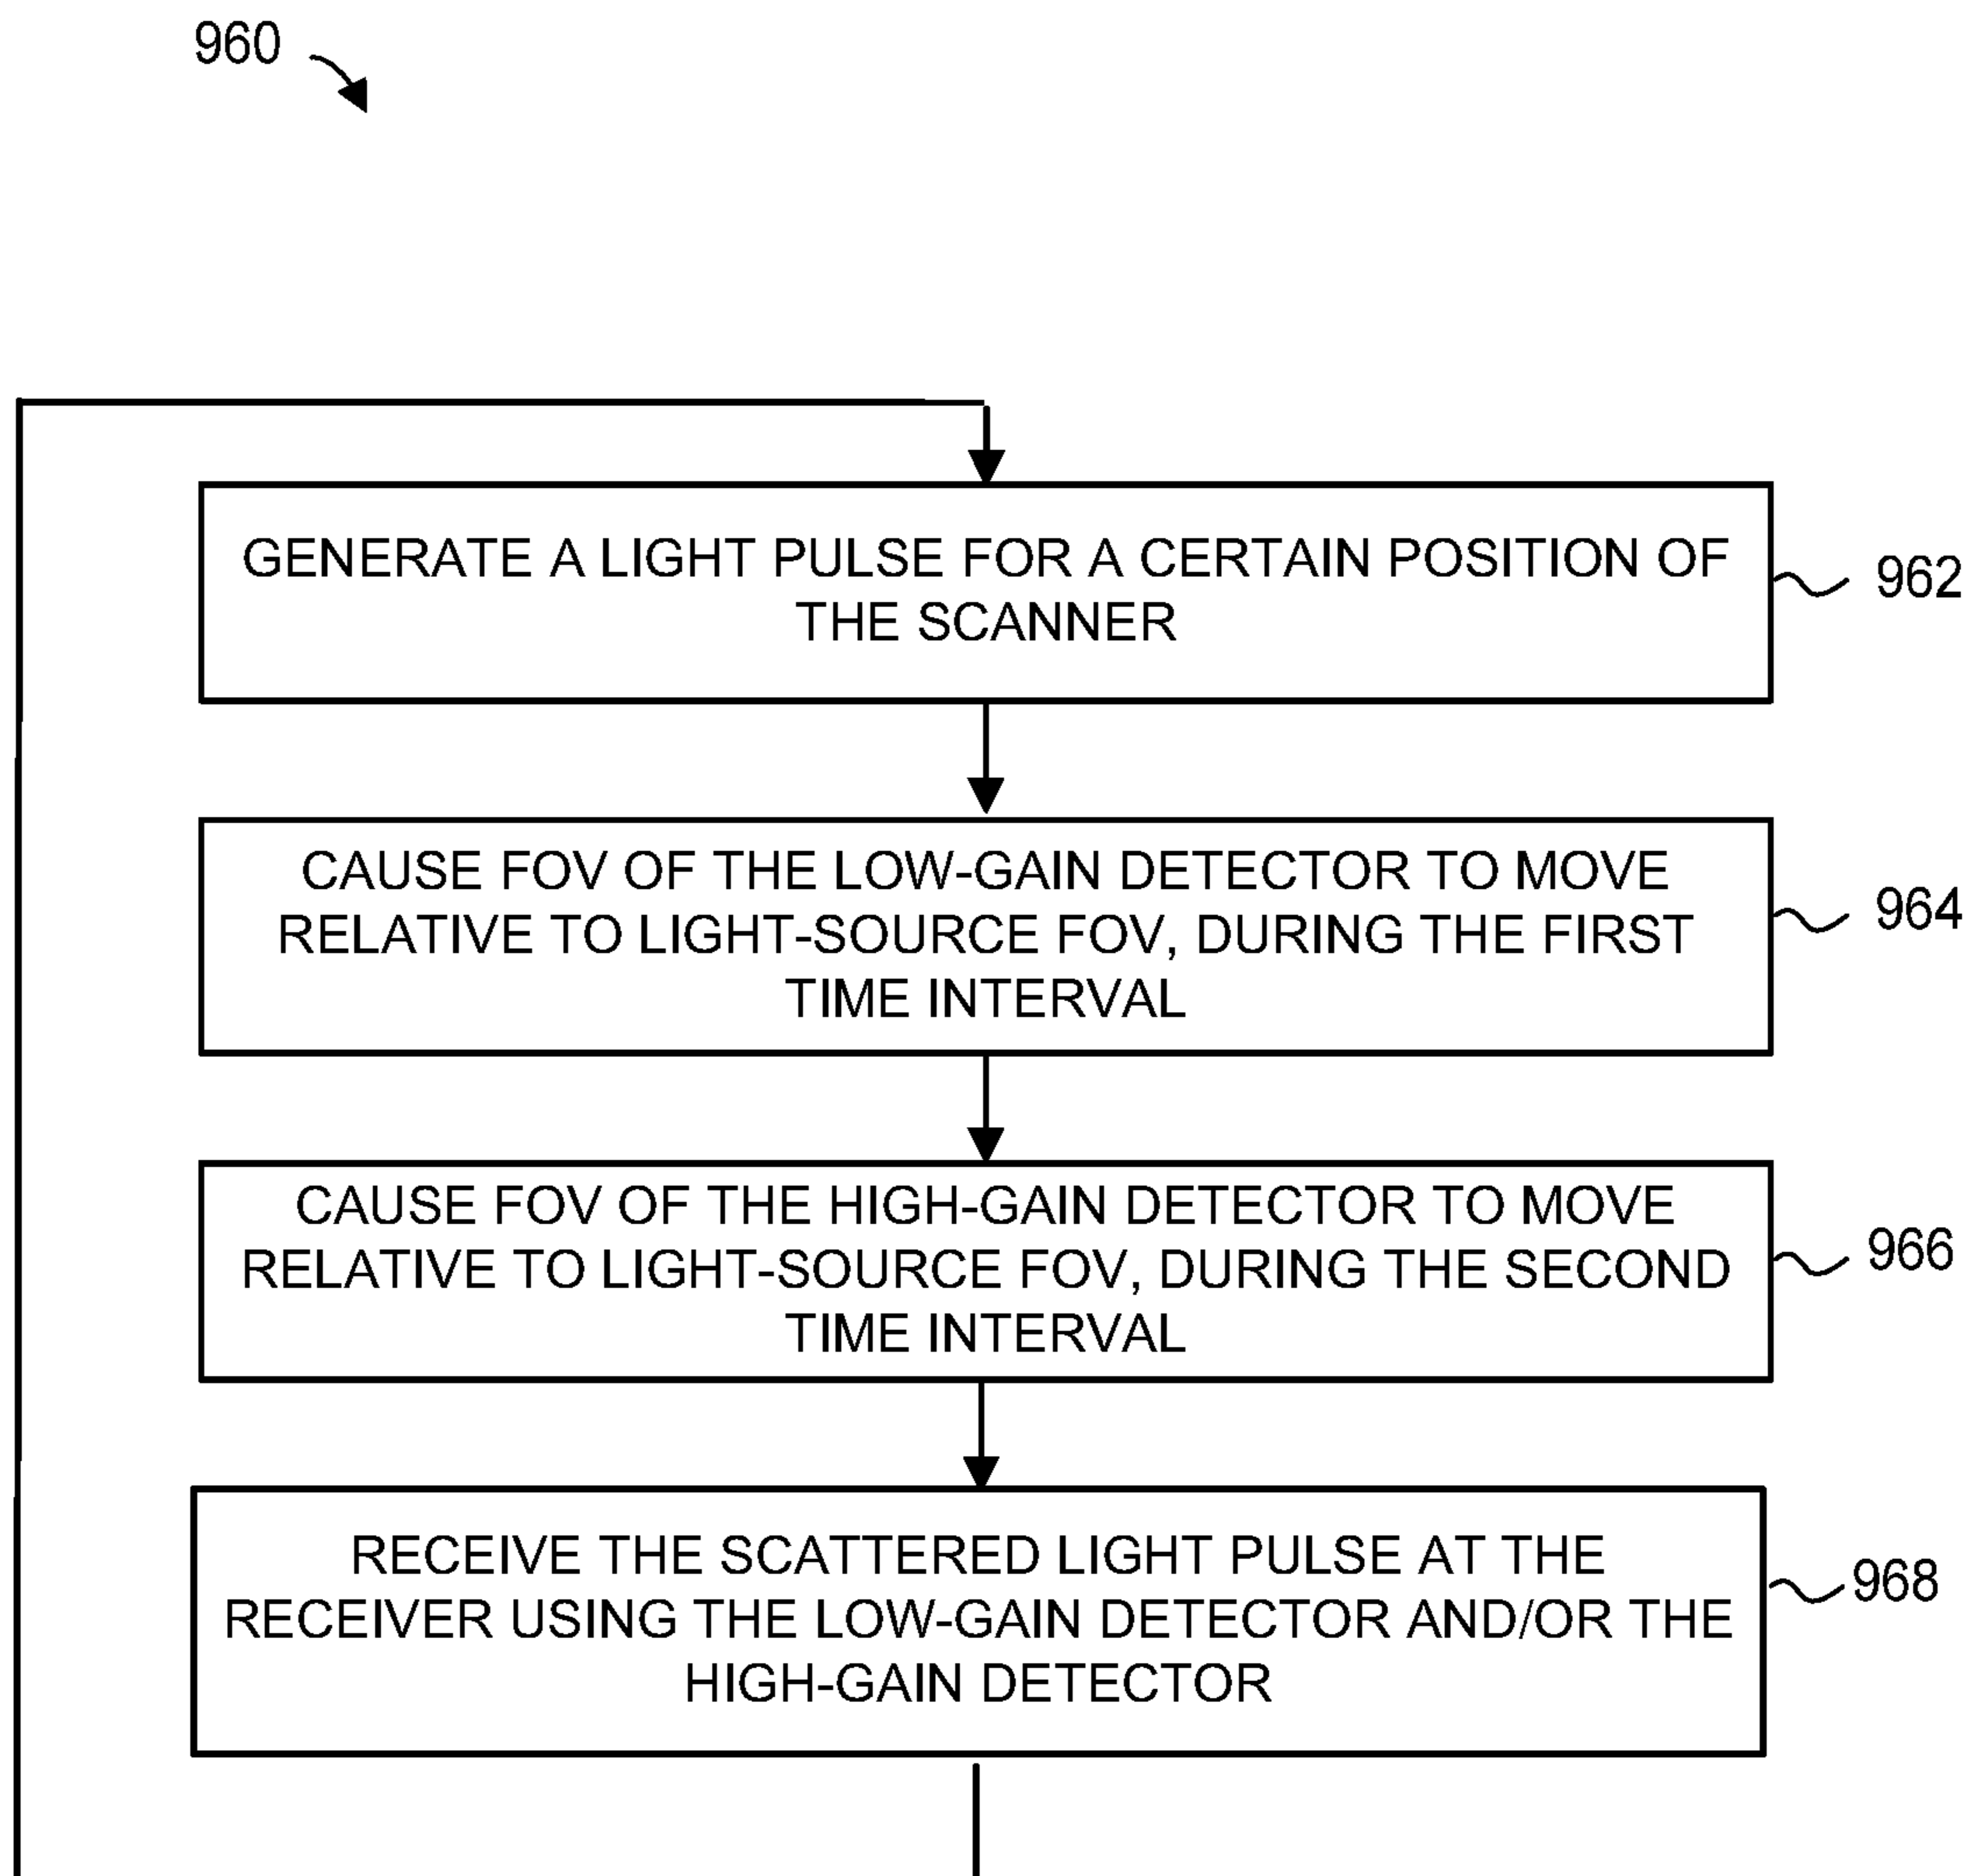 960
GENERATE A LIGHT PULSE FOR A CERTAIN POSITION OF
THE SCANNER
962
CAUSE FOV OF THE LOW-GAIN DETECTOR TO MOVE
RELATIVE TO LIGHT-SOURCE FOV, DURING THE FIRST
TIME INTERVAL
964
CAUSE FOV OF THE HIGH-GAIN DETECTOR TO MOVE
RELATIVE TO LIGHT-SOURCE FOV, DURING THE SECOND
TIME INTERVAL
966
RECEIVE THE SCATTERED LIGHT PULSE AT THE
RECEIVER USING THE LOW-GAIN DETECTOR AND/OR THE
HIGH-GAIN DETECTOR
968